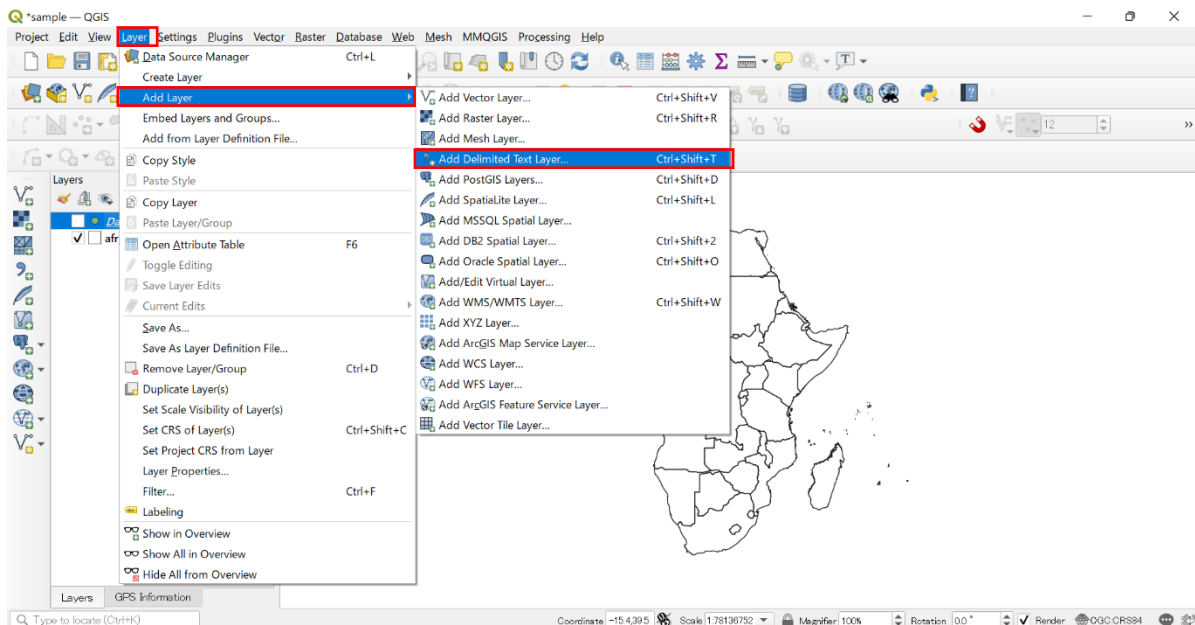 *sample — QGIS
Project Edit View Layer Settings Plugins Vector Raster Database Web Mesh MMQGIS Processing Help
Data Source Manager Ctrl+L
Create Layer
Add Layer
Embed Layers and Groups...
Add from Layer Definition File...
Copy Style
Paste Style
Copy Layer
Paste Layer/Group
Open Attribute Table F6
Toggle Editing
Save Layer Edits
Current Edits
Save As...
Save As Layer Definition File...
Remove Layer/Group Ctrl+D
Duplicate Layer(s)
Set Scale Visibility of Layer(s)
Set CRS of Layer(s) Ctrl+Shift+C
Set Project CRS from Layer
Layer Properties...
Filter... Ctrl+F
Labeling
Show in Overview
Show All in Overview
Hide All from Overview
Add Vector Layer... Ctrl+Shift+V
Add Raster Layer... Ctrl+Shift+R
Add Mesh Layer...
Add Delimited Text Layer... Ctrl+Shift+T
Add PostGIS Layers... Ctrl+Shift+D
Add SpatiaLite Layer... Ctrl+Shift+L
Add MSSQL Spatial Layer...
Add DB2 Spatial Layer... Ctrl+Shift+2
Add Oracle Spatial Layer... Ctrl+Shift+O
Add/Edit Virtual Layer...
Add WMS/WMTS Layer... Ctrl+Shift+W
Add XYZ Layer...
Add ArcGIS Map Service Layer...
Add WCS Layer...
Add WFS Layer...
Add ArcGIS Feature Service Layer...
Add Vector Tile Layer...
12
Layers
Da
afr
Layers GPS Information
Type to locate (Ctrl+K) Coordinate -15.4,39.5 Scale 1:78136752 Magnifier 100% Rotation 0.0° Render OGC:CRS84